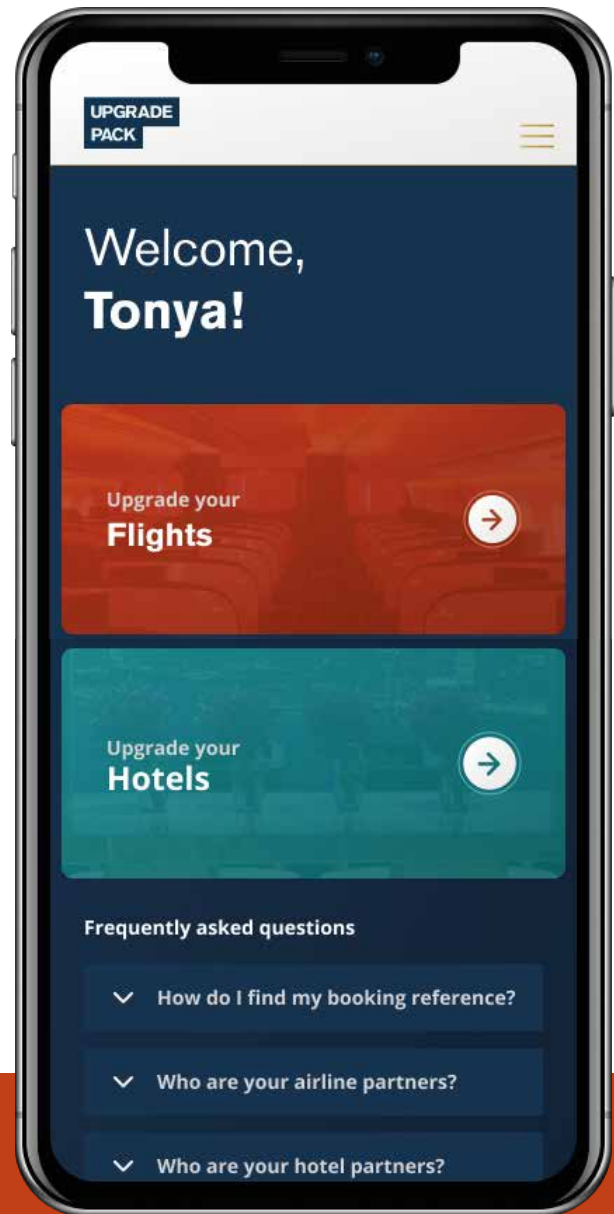 UPGRADE
PACK
Welcome,
Tonya!
Upgrade your
Flights
Upgrade your
Hotels
Frequently asked questions
How do I find my booking reference?
Who are your airline partners?
Who are your hotel partners?